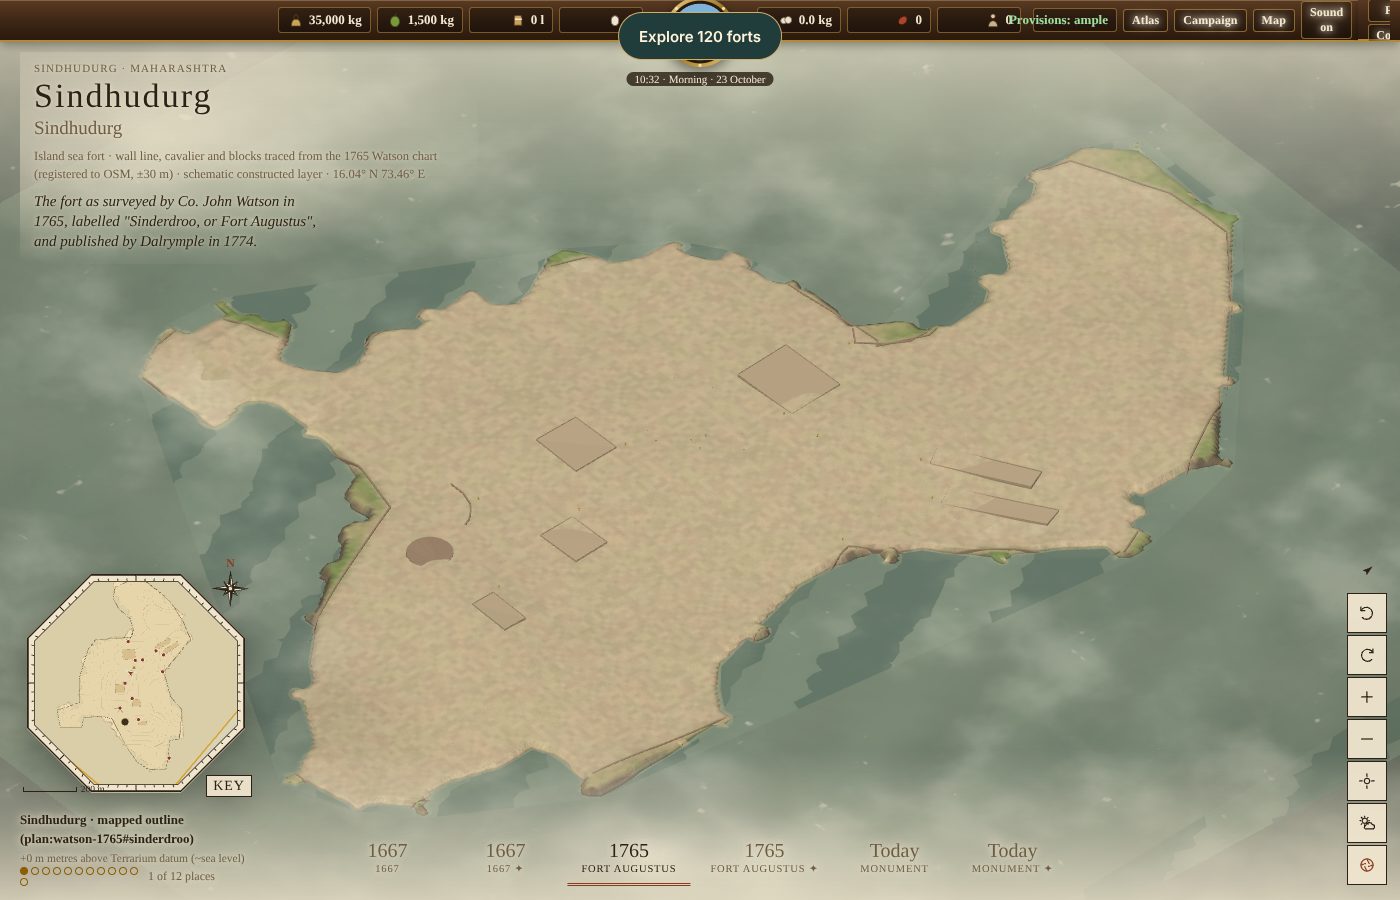 35,000 kg
1,500 kg
0 l
0
Explore 120 forts
0.0 kg
0
0
Provisions: ample
Atlas
Campaign
Map
Sound
on
10:32 · Morning · 23 October
SINDHUDURG · MAHARASHTRA
Sindhudurg
Sindhudurg
Island sea fort · wall line, cavalier and blocks traced from the 1765 Watson chart
(registered to OSM, ±30 m) · schematic constructed layer · 16.04° N 73.46° E
The fort as surveyed by Co. John Watson in
1765, labelled "Sinderdroo, or Fort Augustus",
and published by Dalrymple in 1774.
N
KEY
200 m
Sindhudurg · mapped outline
(plan:watson-1765#sinderdroo)
+0 m metres above Terrarium datum (~sea level)
1 of 12 places
1667
1667
1667
1667 ✦
1765
FORT AUGUSTUS
1765
FORT AUGUSTUS ✦
Today
MONUMENT
Today
MONUMENT ✦